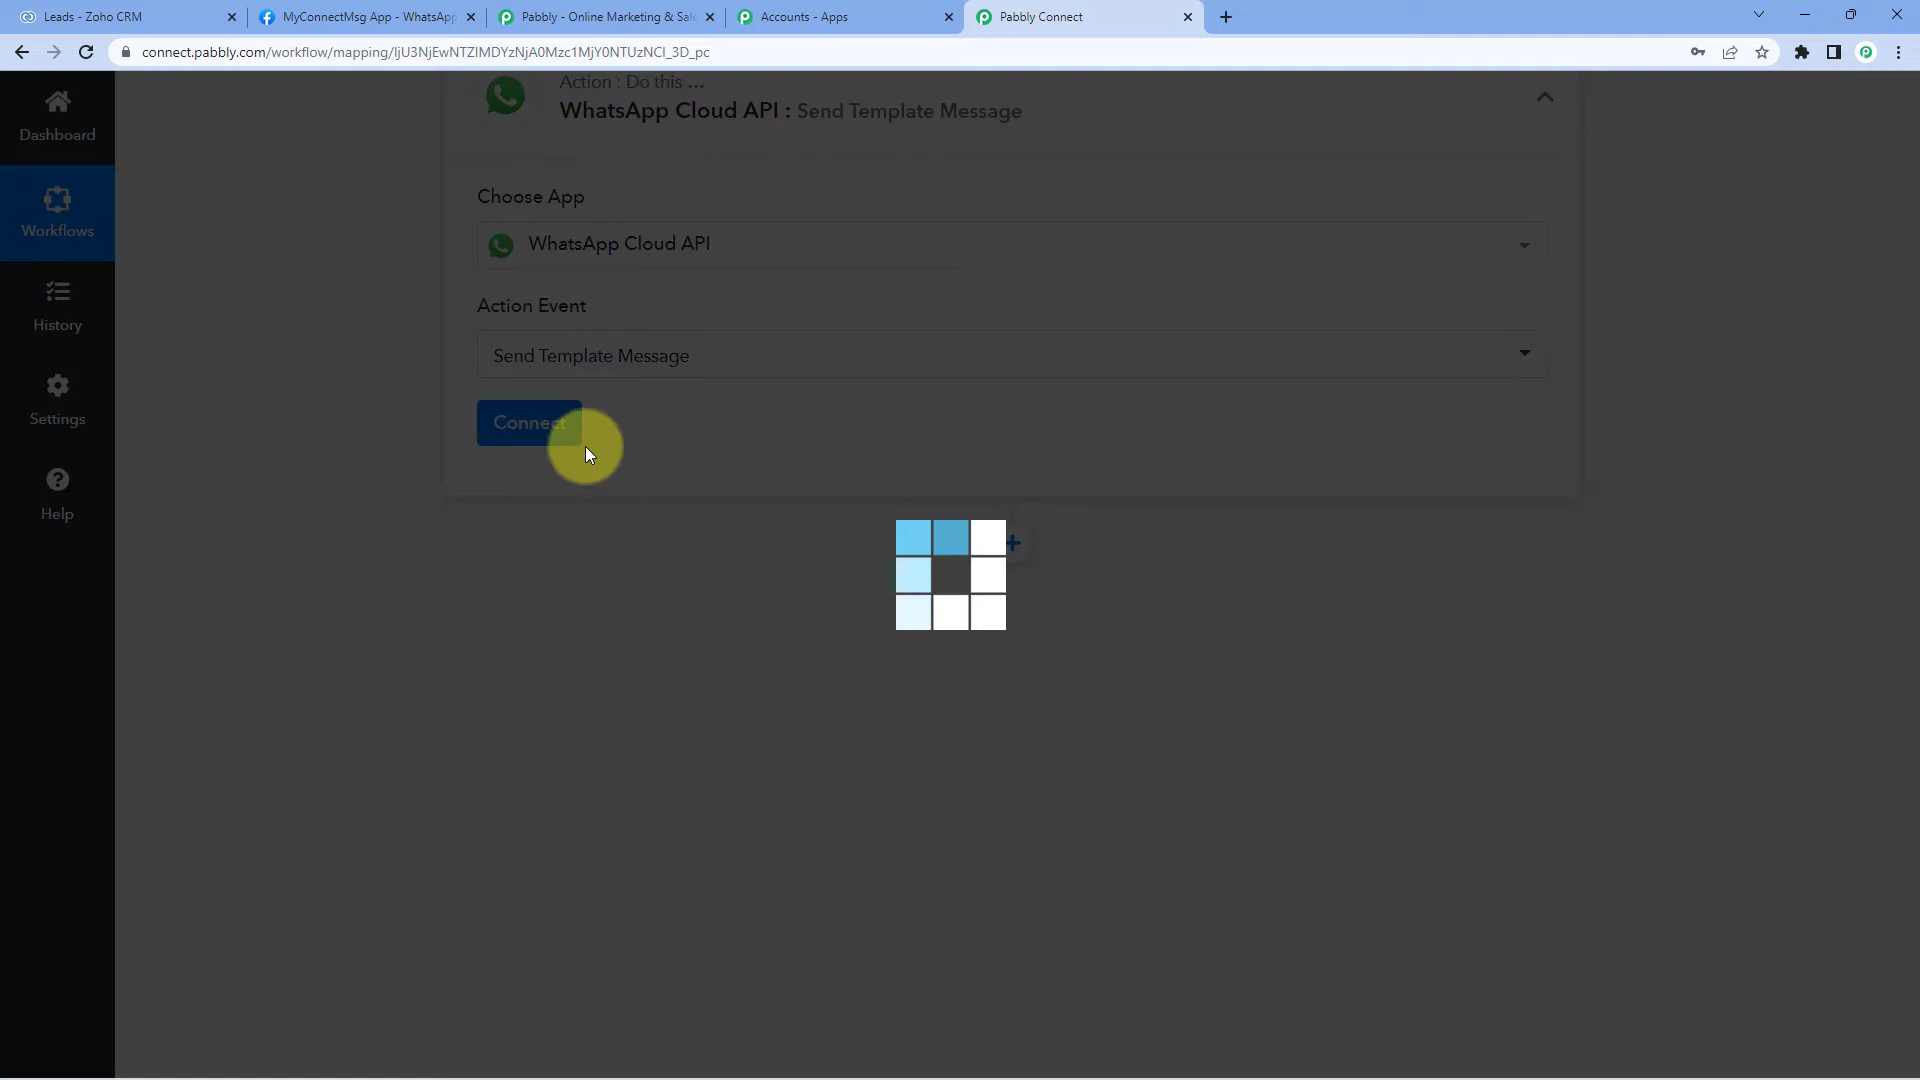 Leads - Zoho CRM
MyConnectMsg App - WhatsApp
Pabbly - Online Marketing & Sale
Accounts - Apps
Pabbly Connect
connect.pabbly.com/workflow/mapping/IjU3NjEwNTZlMDYzNjA0Mzc1MjY0NTUzNCI_3D_pc
Dashboard
Workflows
History
Settings
Help
Action : Do this ...
WhatsApp Cloud API : Send Template Message
Choose App
WhatsApp Cloud API
Action Event
Send Template Message
Connect